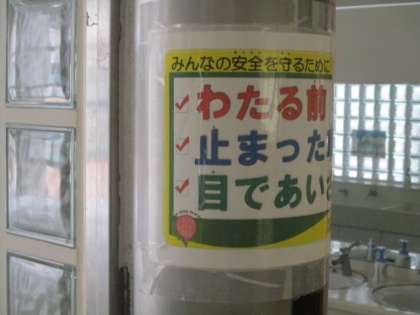 みんなの安全を守るために
わたる前
止まった
目であい